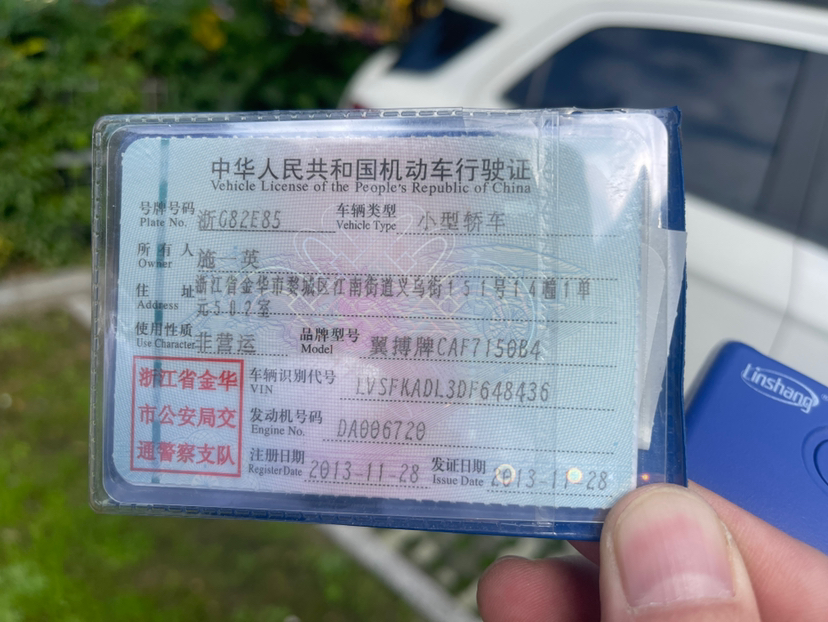 中华人民共和国机动车行驶证
Vehicle License of the People's Republic of China
号牌号码 浙G82E85 车辆类型 小型轿车
Plate No. Vehicle Type
所有人 施一英
Owner
住址 浙江省金华市婺城区江南街道义乌街151号14幢1单
Address 元502室
使用性质 非营运 品牌型号 翼搏牌CAF7150B4
Use Character Model
浙江省金华
市公安局交
通警察支队
车辆识别代号 LVSFKADL3DF648436
VIN
发动机号码 DA006720
Engine No.
注册日期 2013-11-28 发证日期 2013-11-28
Register Date Issue Date
Linshang